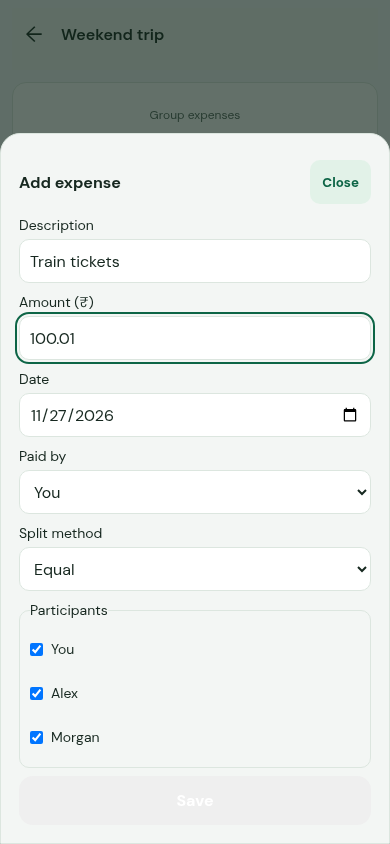 Weekend trip
Group expenses
Add expense
Close
Description
Train tickets
Amount (₹)
100.01
Date
11/27/2026
Paid by
You
Split method
Equal
Participants
You
Alex
Morgan
Save